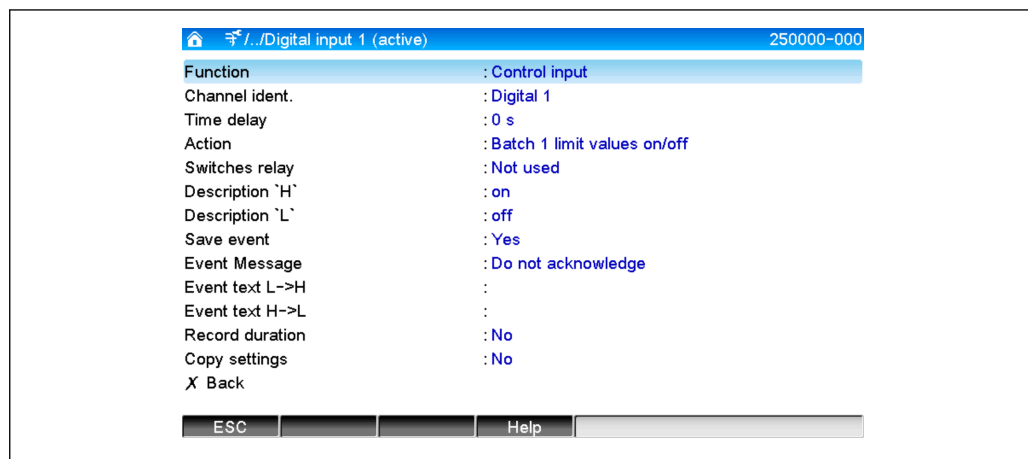 /../Digital input 1 (active) 250000-000
Function : Control input
Channel ident. : Digital 1
Time delay : 0 s
Action : Batch 1 limit values on/off
Switches relay : Not used
Description `H` : on
Description `L` : off
Save event : Yes
Event Message : Do not acknowledge
Event text L->H :
Event text H->L :
Record duration : No
Copy settings : No
X Back
ESC Help